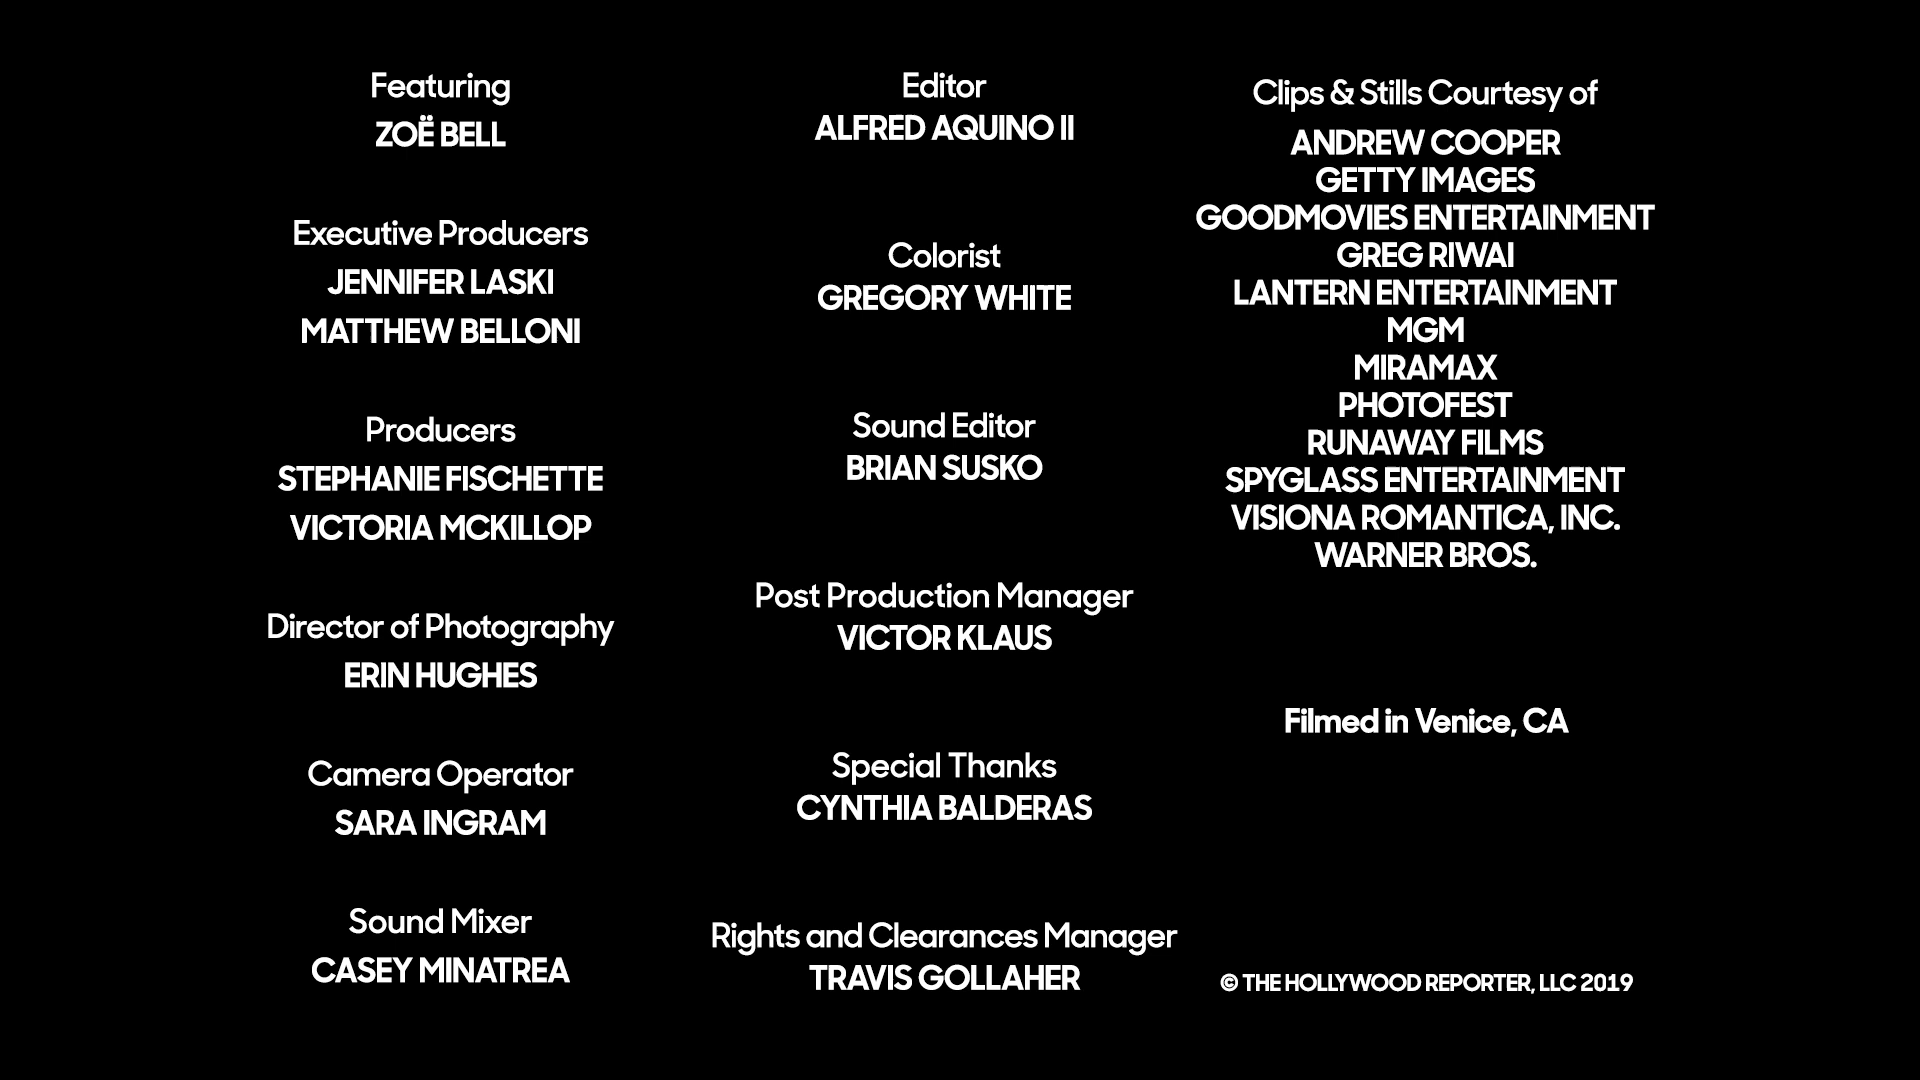 Featuring
ZOË BELL
Executive Producers
JENNIFER LASKI
MATTHEW BELLONI
Producers
STEPHANIE FISCHETTE
VICTORIA MCKILLOP
Director of Photography
ERIN HUGHES
Camera Operator
SARA INGRAM
Sound Mixer
CASEY MINATREA
Editor
ALFRED AQUINO II
Colorist
GREGORY WHITE
Sound Editor
BRIAN SUSKO
Post Production Manager
VICTOR KLAUS
Special Thanks
CYNTHIA BALDERAS
Rights and Clearances Manager
TRAVIS GOLLAHER
Clips & Stills Courtesy of
ANDREW COOPER
GETTY IMAGES
GOODMOVIES ENTERTAINMENT
GREG RIWAI
LANTERN ENTERTAINMENT
MGM
MIRAMAX
PHOTOFEST
RUNAWAY FILMS
SPYGLASS ENTERTAINMENT
VISIONA ROMANTICA, INC.
WARNER BROS.
Filmed in Venice, CA
© THE HOLLYWOOD REPORTER, LLC 2019